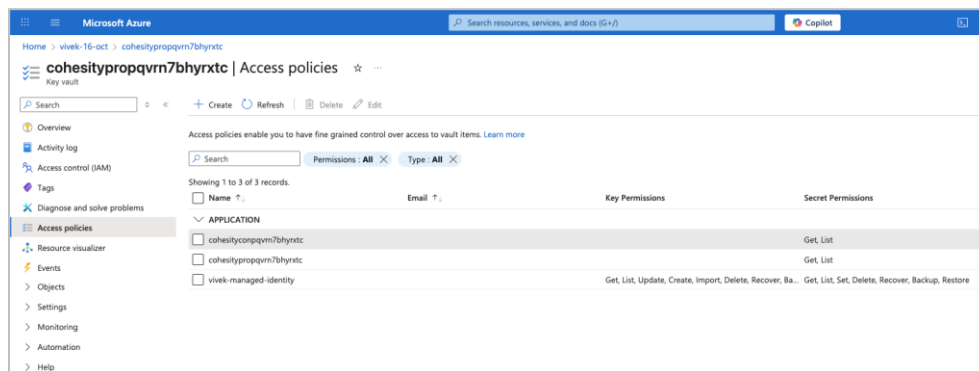 Microsoft Azure
Search resources, services, and docs (G+/)
Copilot
Home > vivek-16-oct > cohesitypropqvrn7bhyrxtc
cohesitypropqvrn7bhyrxtc | Access policies
Key vault
Search
Create
Refresh
Delete
Edit
Overview
Activity log
Access control (IAM)
Tags
Diagnose and solve problems
Access policies
Resource visualizer
Events
Objects
Settings
Monitoring
Automation
Help
Access policies enable you to have fine grained control over access to vault items. Learn more
Search
Permissions : All
Type : All
Showing 1 to 3 of 3 records.
Name Email Key Permissions Secret Permissions
APPLICATION
cohesityconpqvrn7bhyrxtc Get, List
cohesitypropqvrn7bhyrxtc Get, List
vivek-managed-identity Get, List, Update, Create, Import, Delete, Recover, Ba... Get, List, Set, Delete, Recover, Backup, Restore